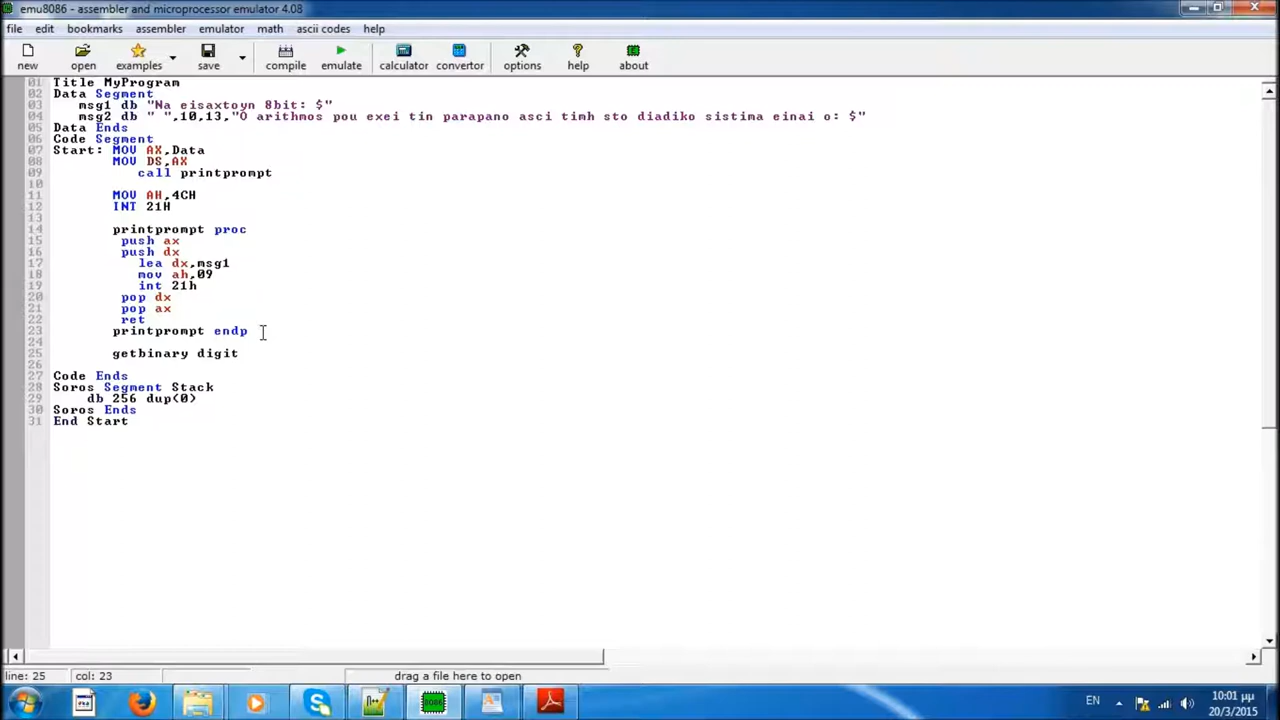 emu8086 - assembler and microprocessor emulator 4.08
file edit bookmarks assembler emulator math ascii codes help
new open examples save compile emulate calculator convertor options help about
01 Title MyProgram
02 Data Segment
03 msg1 db "Na eisaxtoyn 8bit: $"
04 msg2 db " ",10,13,"O arithmos pou exei tin parapano asci timh sto diadiko sistima einai o: $"
05 Data Ends
06 Code Segment
07 Start: MOV AX,Data
08 MOV DS,AX
09 call printprompt
10
11 MOV AH,4CH
12 INT 21H
13
14 printprompt proc
15 push ax
16 push dx
17 lea dx,msg1
18 mov ah,09
19 int 21h
20 pop dx
21 pop ax
22 ret
23 printprompt endp
24
25 getbinary digit
26
27 Code Ends
28 Soros Segment Stack
29 db 256 dup(0)
30 Soros Ends
31 End Start
line: 25 col: 23 drag a file here to open
EN 10:01 μμ
20/3/2015